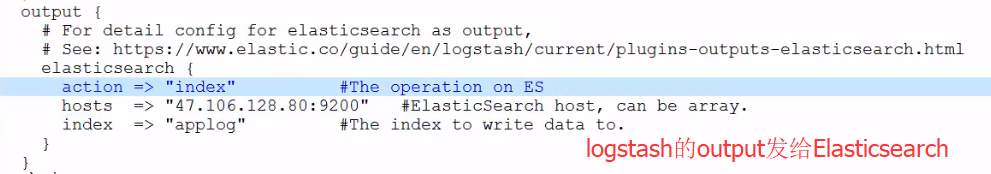 output {
# For detail config for elasticsearch as output,
# See: https://www.elastic.co/guide/en/logstash/current/plugins-outputs-elasticsearch.html
elasticsearch {
action => "index" #The operation on ES
hosts => "47.106.128.80:9200" #ElasticSearch host, can be array.
index => "applog" #The index to write data to.
}
logstash的output发给Elasticsearch
}